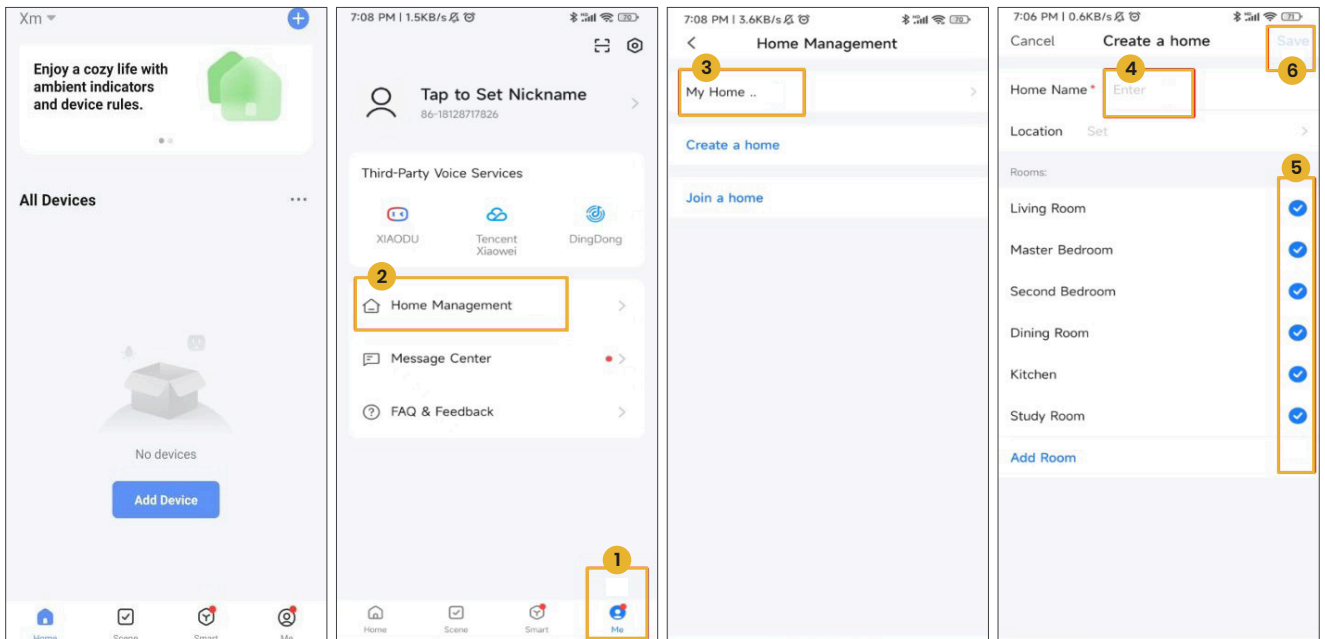 Xm
Enjoy a cozy life with
ambient indicators
and device rules.
All Devices
No devices
Add Device
Home
Scene
Smart
Me
7:08 PM | 1.5KB/s
70
Tap to Set Nickname
86-18128717826
Third-Party Voice Services
XIAODU
Tencent
Xiaowei
DingDong
2
Home Management
Message Center
FAQ & Feedback
1
Home
Scene
Smart
Me
7:08 PM | 3.6KB/s
70
Home Management
3
My Home ..
Create a home
Join a home
7:06 PM | 0.6KB/s
71
Cancel
Create a home
Save
6
4
Home Name*
Enter
Location
Set
5
Rooms:
Living Room
Master Bedroom
Second Bedroom
Dining Room
Kitchen
Study Room
Add Room